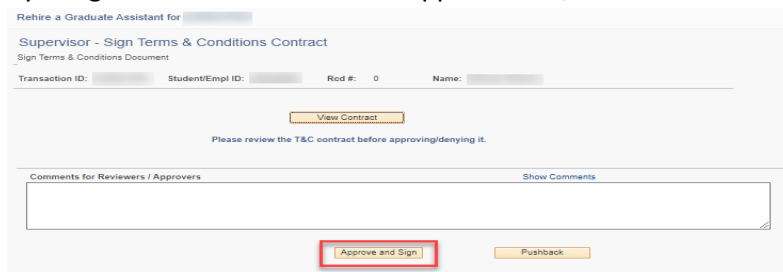 Rehire a Graduate Assistant for
Supervisor - Sign Terms & Conditions Contract
Sign Terms & Conditions Document
Transaction ID: Student/Empl ID: Rcd #: 0 Name:
View Contract
Please review the T&C contract before approving/denying it.
Comments for Reviewers / Approvers Show Comments
Approve and Sign Pushback